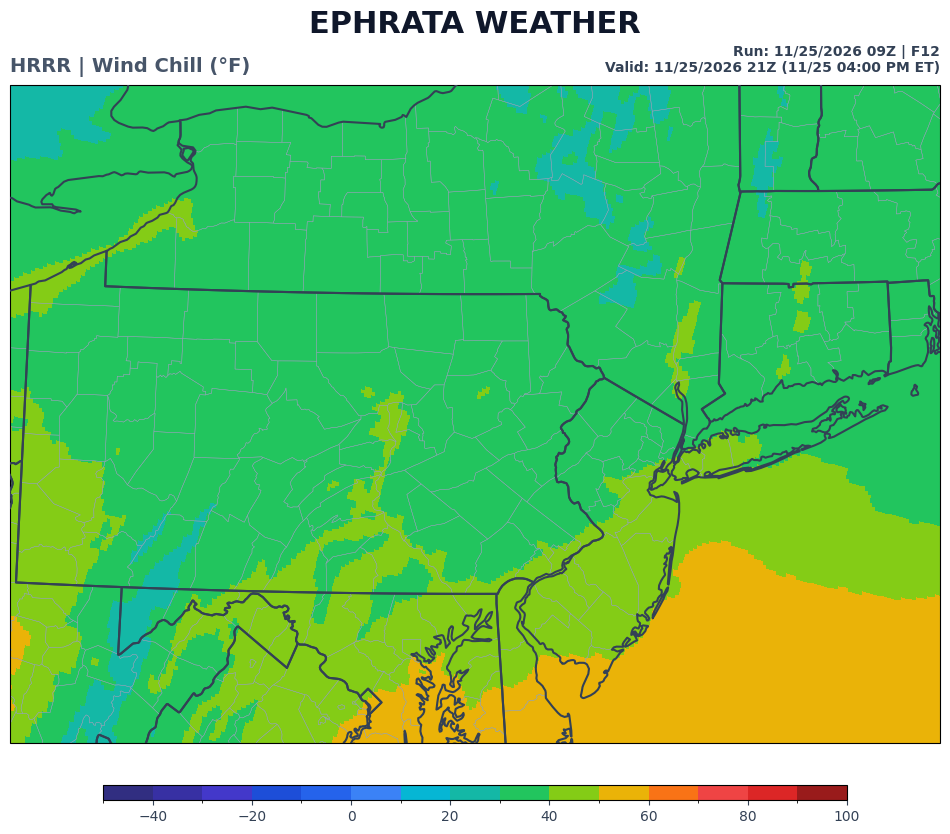 EPHRATA WEATHER
HRRR | Wind Chill (°F)
Run: 11/25/2026 09Z | F12
Valid: 11/25/2026 21Z (11/25 04:00 PM ET)
−40 −20 0 20 40 60 80 100